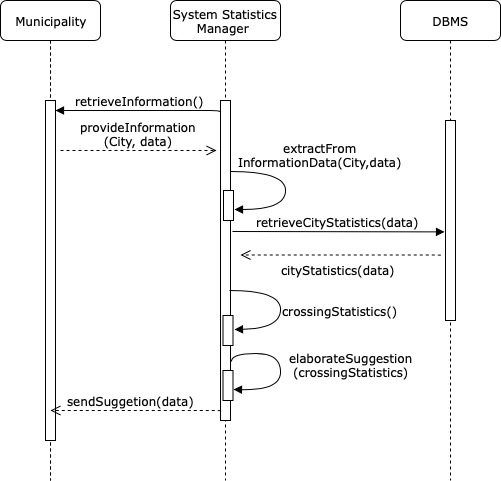 Municipality
System Statistics
Manager
DBMS
retrieveInformation()
provideInformation
(City, data)
extractFrom
InformationData(City,data)
retrieveCityStatistics(data)
cityStatistics(data)
crossingStatistics()
elaborateSuggestion
(crossingStatistics)
sendSuggetion(data)